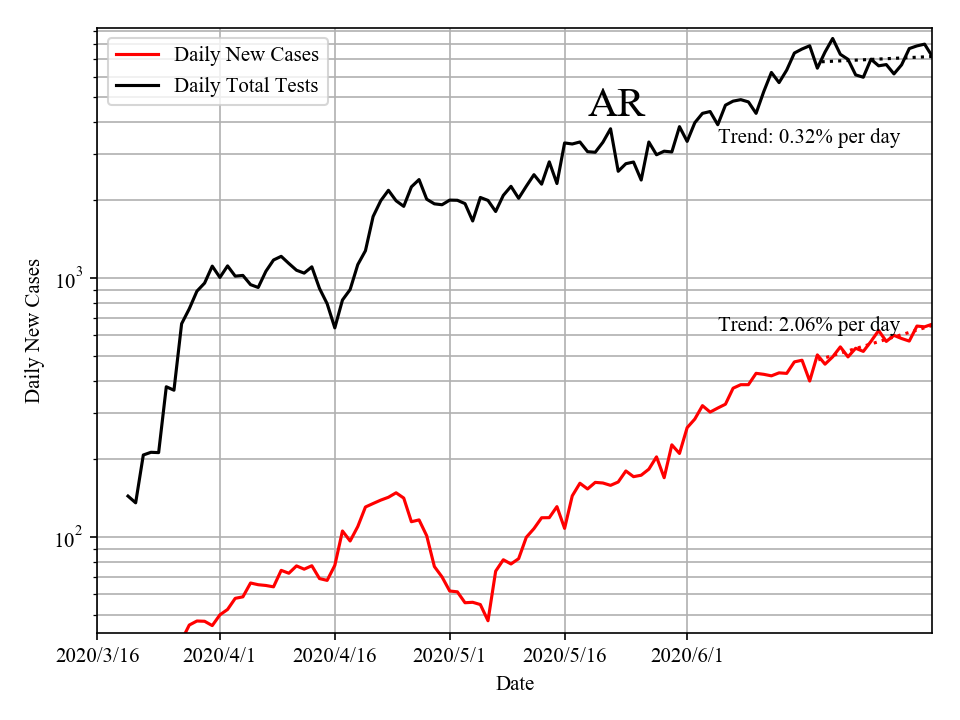 Daily New Cases
Daily Total Tests
AR
Trend: 0.32% per day
Trend: 2.06% per day
10³
10²
Daily New Cases
2020/3/16
2020/4/1
2020/4/16
2020/5/1
2020/5/16
2020/6/1
Date